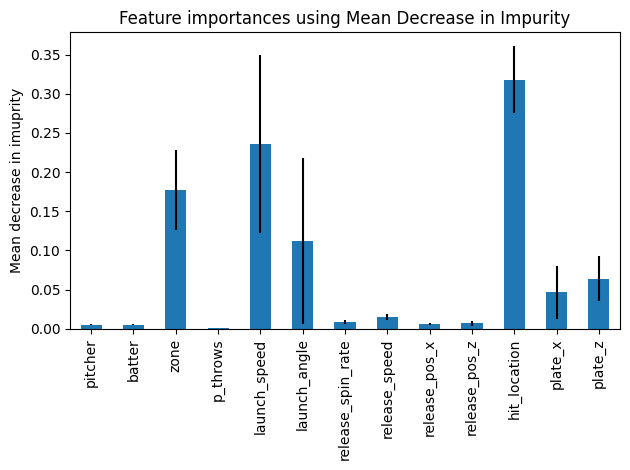 Feature importances using Mean Decrease in Impurity
Mean decrease in imuprity
0.35
0.30
0.25
0.20
0.15
0.10
0.05
0.00
pitcher
batter
zone
p_throws
launch_speed
launch_angle
release_spin_rate
release_speed
release_pos_x
release_pos_z
hit_location
plate_x
plate_z